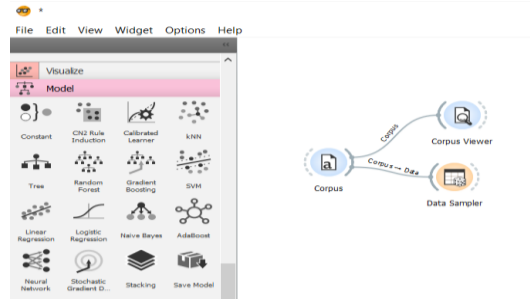 File Edit View Widget Options Help
Visualize
Model
Constant
CN2 Rule
Induction
Calibrated
Learner
kNN
Tree
Random
Forest
Gradient
Boosting
SVM
Linear
Regression
Logistic
Regression
Naive Bayes
AdaBoost
Neural
Network
Stochastic
Gradient D...
Stacking
Save Model
Corpus
Corpus Viewer
Corpus → Data
Corpus
Data Sampler